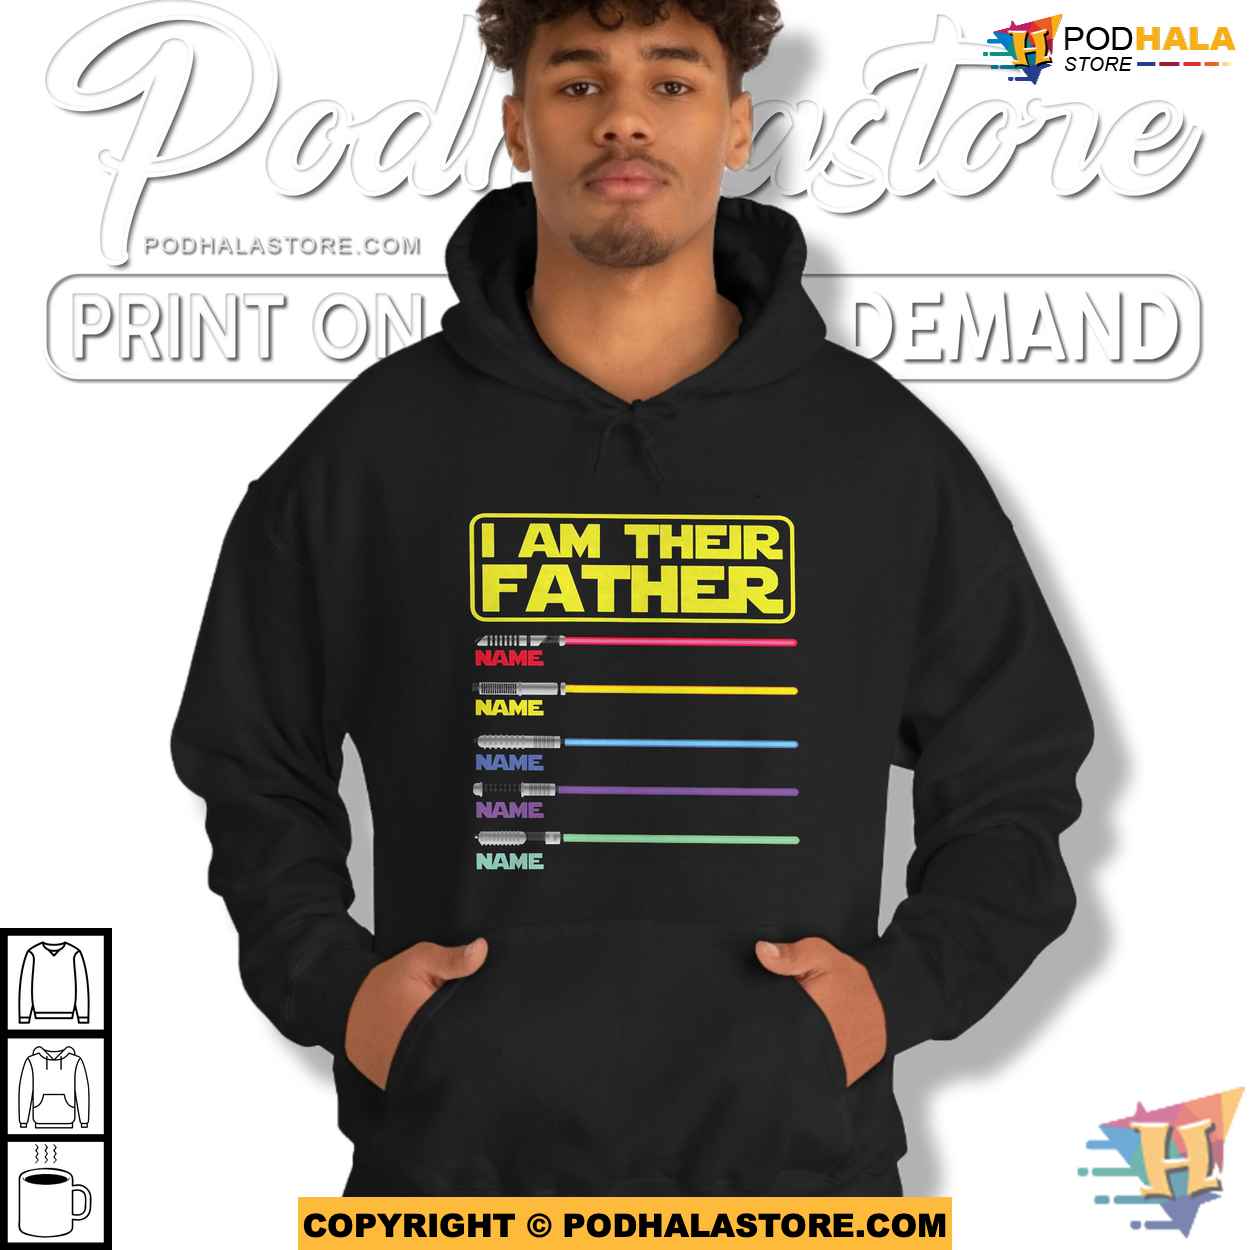 Podhalastore
PODHALA
STORE
PODHALASTORE.COM
PRINT ON DEMAND
I AM THEIR
FATHER
NAME
NAME
NAME
NAME
NAME
H
COPYRIGHT © PODHALASTORE.COM